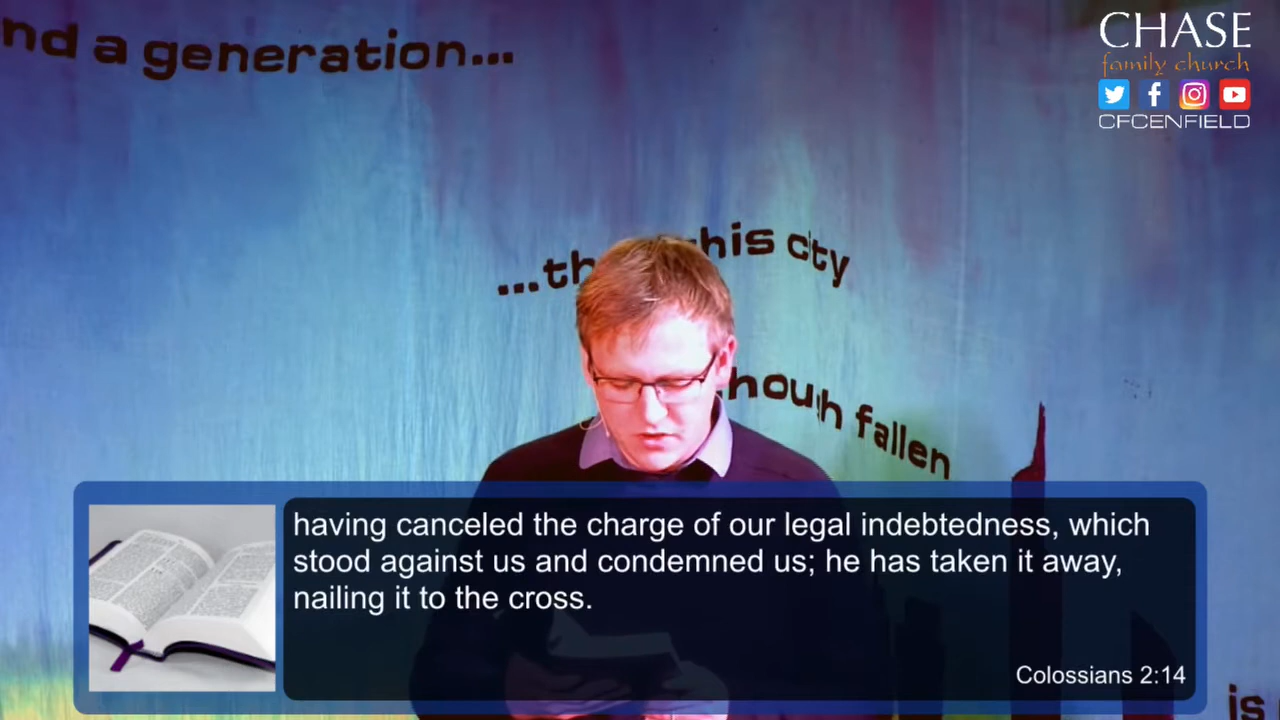 nd a generation...
CHASE
family church
CFCENFIELD
...th his city
hough fallen
having canceled the charge of our legal indebtedness, which
stood against us and condemned us; he has taken it away,
nailing it to the cross.
Colossians 2:14
is